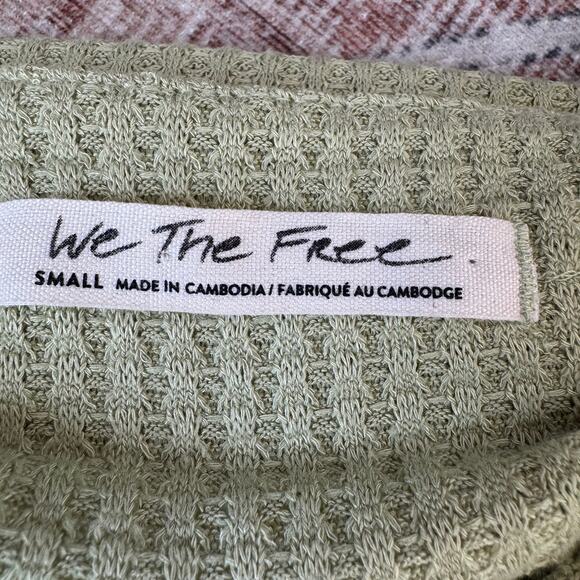 We The Free.
SMALL MADE IN CAMBODIA / FABRIQUÉ AU CAMBODGE